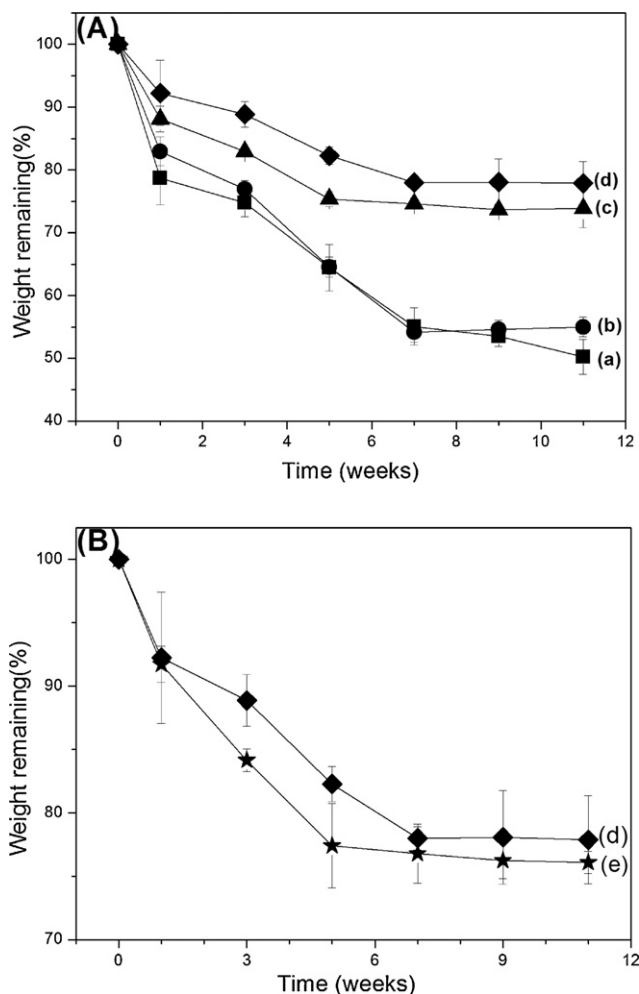 (A)
100
90
80
70
60
50
40
Weight remaining(%)
(d)
(c)
(b)
(a)
0 2 4 6 8 10 12
Time (weeks)
(B)
100
90
80
70
Weight remaining(%)
(d)
(e)
0 3 6 9 12
Time (weeks)